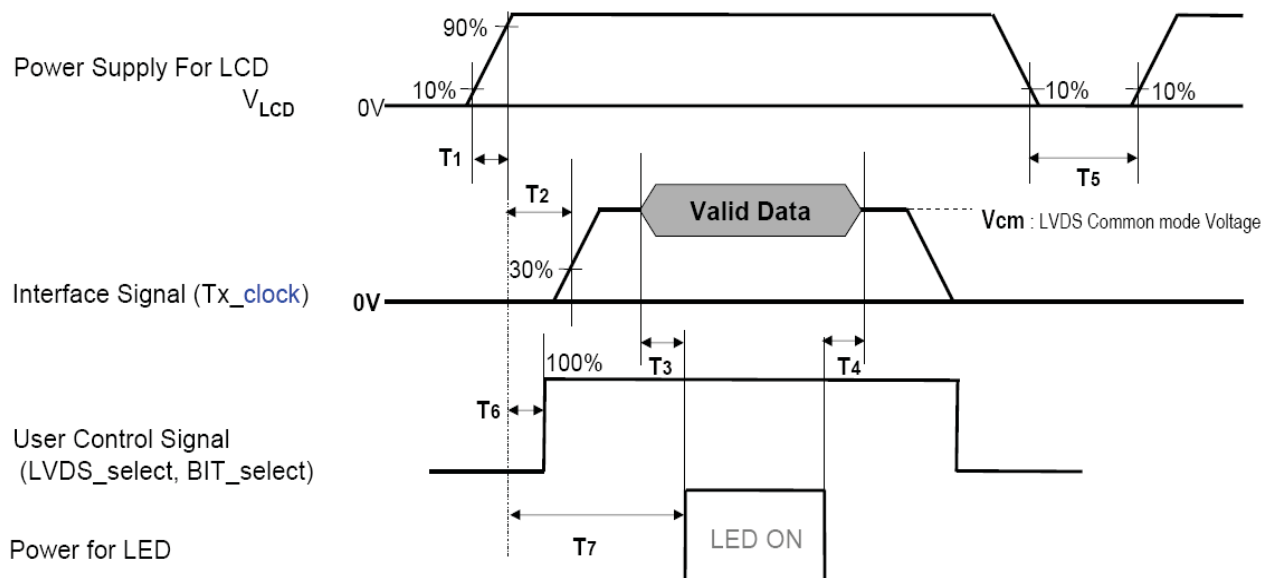 90%
Power Supply For LCD
VLCD
10%
0V
10%
10%
T1
T2
T5
Valid Data
Vcm : LVDS Common mode Voltage
30%
Interface Signal (Tx_clock)
0V
100%
T3
T4
T6
User Control Signal
(LVDS_select, BIT_select)
T7
LED ON
Power for LED